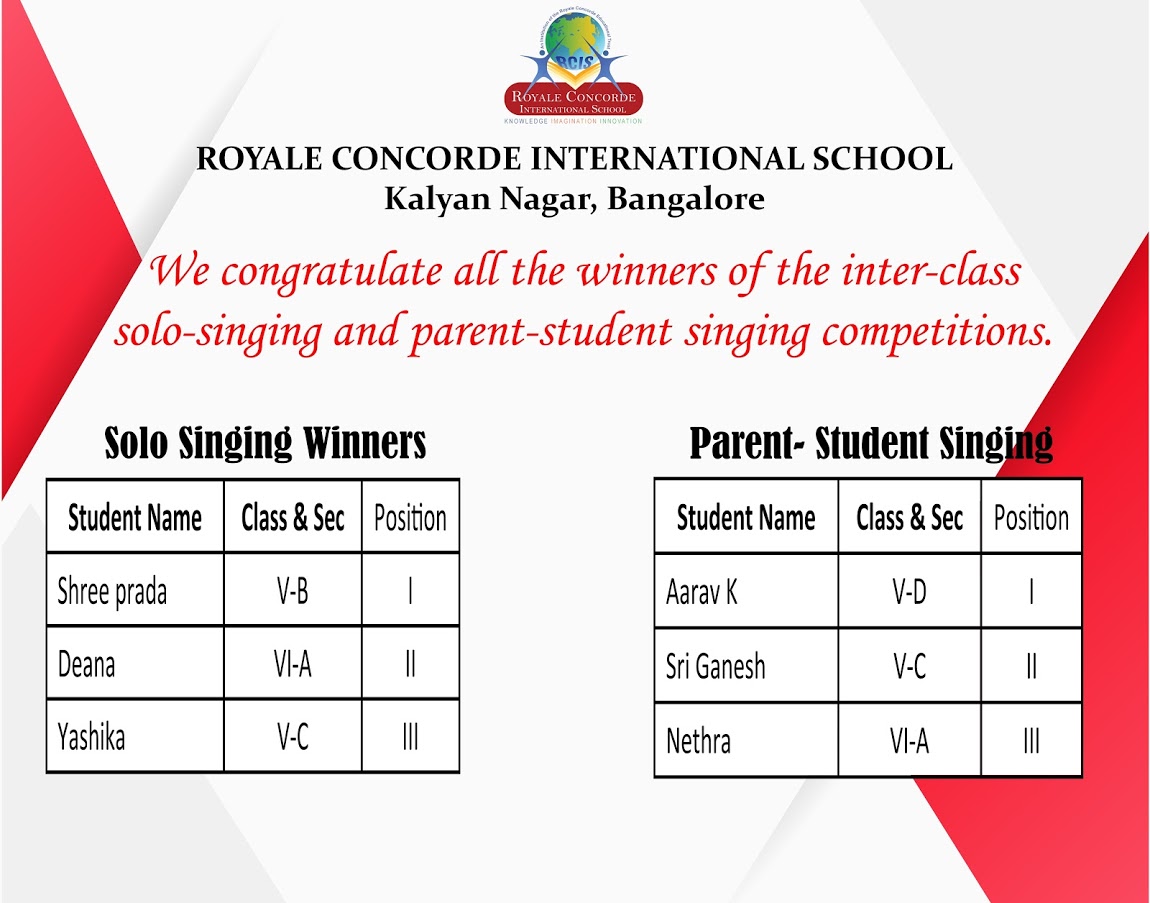 An Institution of the Royale Concorde Educational Trust
RCIS
ROYALE CONCORDE
INTERNATIONAL SCHOOL
KNOWLEDGE IMAGINATION INNOVATION
ROYALE CONCORDE INTERNATIONAL SCHOOL
Kalyan Nagar, Bangalore
We congratulate all the winners of the inter-class
solo-singing and parent-student singing competitions.
Solo Singing Winners
Student Name Class & Sec Position
Shree prada V-B I
Deana VI-A II
Yashika V-C III
Parent- Student Singing
Student Name Class & Sec Position
Aarav K V-D I
Sri Ganesh V-C II
Nethra VI-A III